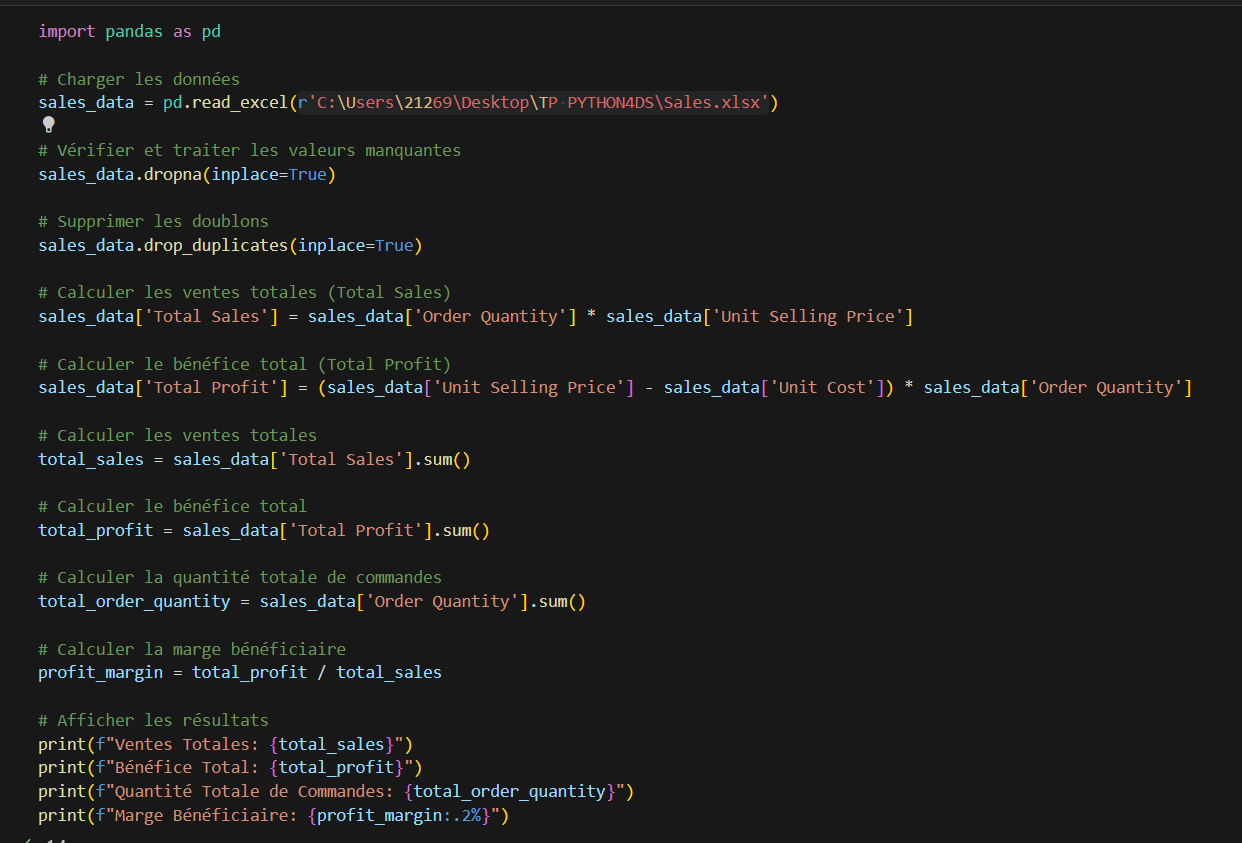 import pandas as pd
# Charger les données
sales_data = pd.read_excel(r'C:\Users\21269\Desktop\TP PYTHON4DS\Sales.xlsx')
# Vérifier et traiter les valeurs manquantes
sales_data.dropna(inplace=True)
# Supprimer les doublons
sales_data.drop_duplicates(inplace=True)
# Calculer les ventes totales (Total Sales)
sales_data['Total Sales'] = sales_data['Order Quantity'] * sales_data['Unit Selling Price']
# Calculer le bénéfice total (Total Profit)
sales_data['Total Profit'] = (sales_data['Unit Selling Price'] - sales_data['Unit Cost']) * sales_data['Order Quantity']
# Calculer les ventes totales
total_sales = sales_data['Total Sales'].sum()
# Calculer le bénéfice total
total_profit = sales_data['Total Profit'].sum()
# Calculer la quantité totale de commandes
total_order_quantity = sales_data['Order Quantity'].sum()
# Calculer la marge bénéficiaire
profit_margin = total_profit / total_sales
# Afficher les résultats
print(f"Ventes Totales: {total_sales}")
print(f"Bénéfice Total: {total_profit}")
print(f"Quantité Totale de Commandes: {total_order_quantity}")
print(f"Marge Bénéficiaire: {profit_margin:.2%}")